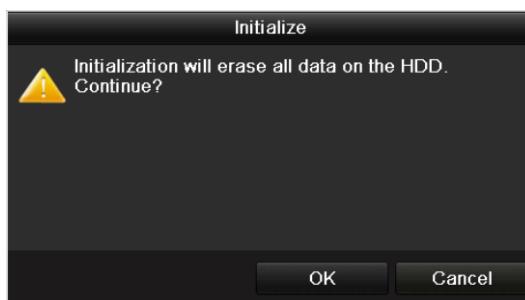 Initialize
Initialization will erase all data on the HDD.
Continue?
OK
Cancel